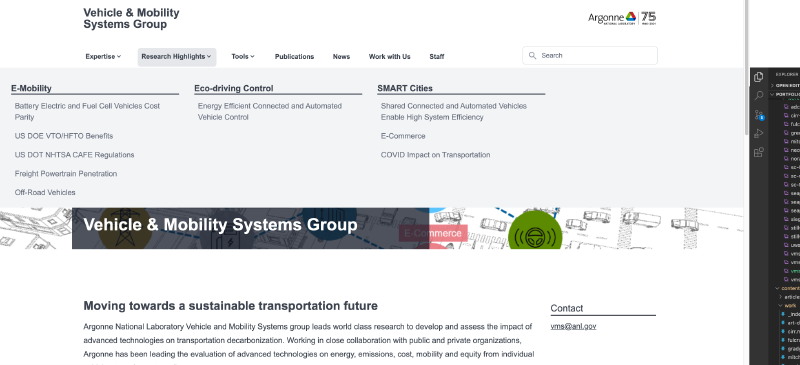 Vehicle & Mobility
Systems Group
Argonne
NATIONAL LABORATORY
75
Expertise
Research Highlights
Tools
Publications
News
Work with Us
Staff
Search
E-Mobility
Battery Electric and Fuel Cell Vehicles Cost
Parity
US DOE VTO/HFTO Benefits
US DOT NHTSA CAFE Regulations
Freight Powertrain Penetration
Off-Road Vehicles
Eco-driving Control
Energy Efficient Connected and Automated
Vehicle Control
SMART Cities
Shared Connected and Automated Vehicles
Enable High System Efficiency
E-Commerce
COVID Impact on Transportation
Vehicle & Mobility Systems Group
E-Commerce
Moving towards a sustainable transportation future
Argonne National Laboratory Vehicle and Mobility Systems group leads world class research to develop and assess the impact of
advanced technologies on transportation decarbonization. Working in close collaboration with public and private organizations,
Argonne has been leading the evaluation of advanced technologies on energy, emissions, cost, mobility and equity from individual
Contact
vms@anl.gov
EXPLORER
OPEN EDIT
PORTFOLIO
content
article
work